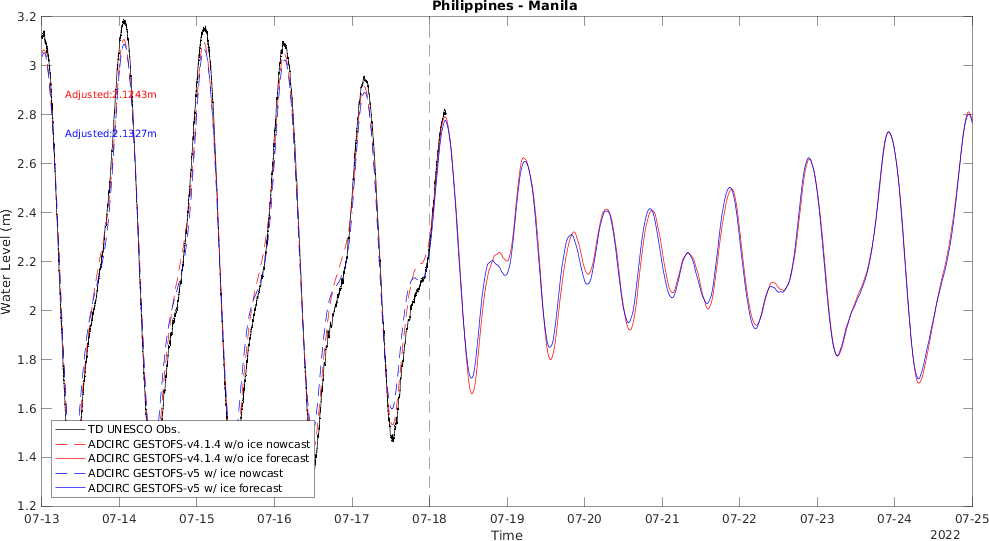 Philippines - Manila
3.2
3
2.8
2.6
2.4
2.2
2
1.8
1.6
1.4
1.2
Water Level (m)
Adjusted:2.1243m
Adjusted:2.1327m
TD UNESCO Obs.
ADCIRC GESTOFS-v4.1.4 w/o ice nowcast
ADCIRC GESTOFS-v4.1.4 w/o ice forecast
ADCIRC GESTOFS-v5 w/ ice nowcast
ADCIRC GESTOFS-v5 w/ ice forecast
07-13 07-14 07-15 07-16 07-17 07-18 07-19 07-20 07-21 07-22 07-23 07-24 07-25
Time
2022